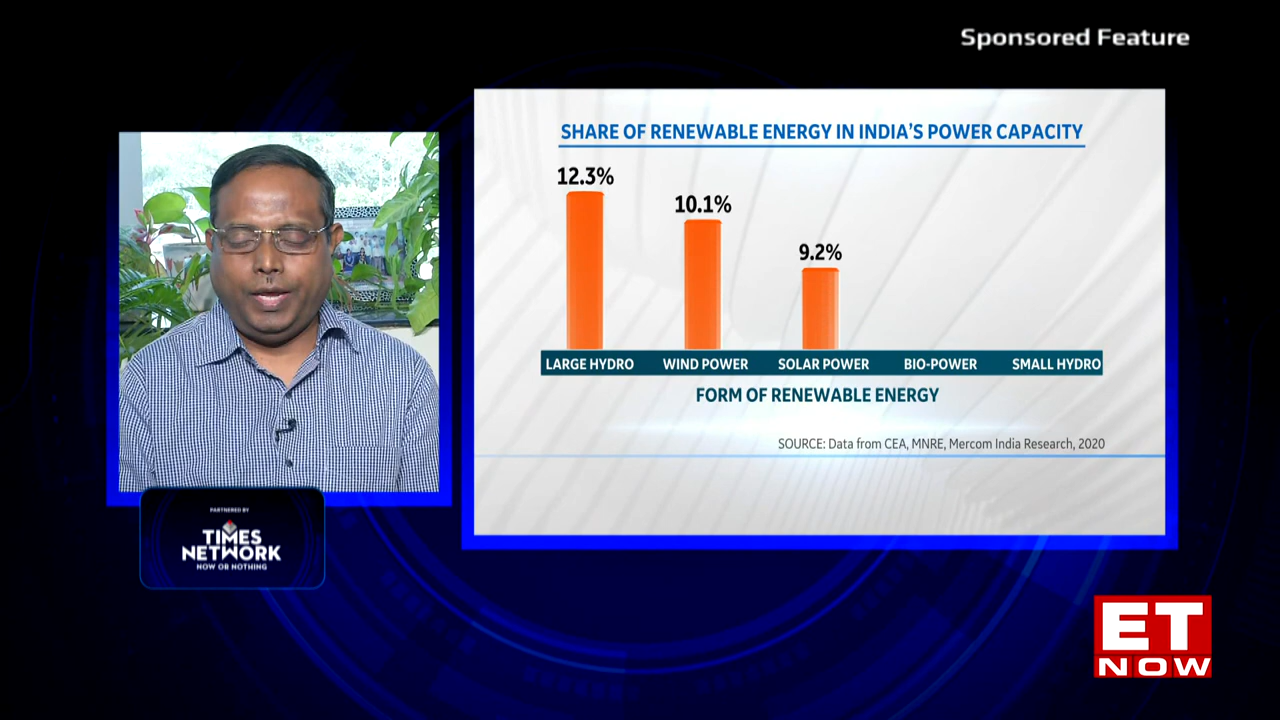 Sponsored Feature
SHARE OF RENEWABLE ENERGY IN INDIA'S POWER CAPACITY
12.3%
10.1%
9.2%
LARGE HYDRO WIND POWER SOLAR POWER BIO-POWER SMALL HYDRO
FORM OF RENEWABLE ENERGY
SOURCE: Data from CEA, MNRE, Mercom India Research, 2020
PARTNERED BY
TIMES
NETWORK
NOW OR NOTHING
ET
NOW